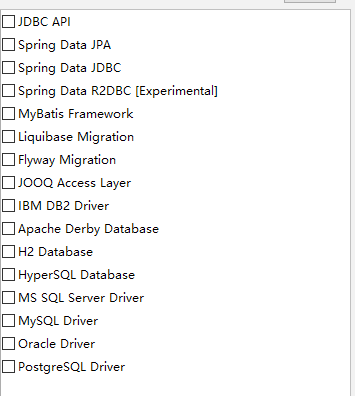 JDBC API
Spring Data JPA
Spring Data JDBC
Spring Data R2DBC [Experimental]
MyBatis Framework
Liquibase Migration
Flyway Migration
JOOQ Access Layer
IBM DB2 Driver
Apache Derby Database
H2 Database
HyperSQL Database
MS SQL Server Driver
MySQL Driver
Oracle Driver
PostgreSQL Driver